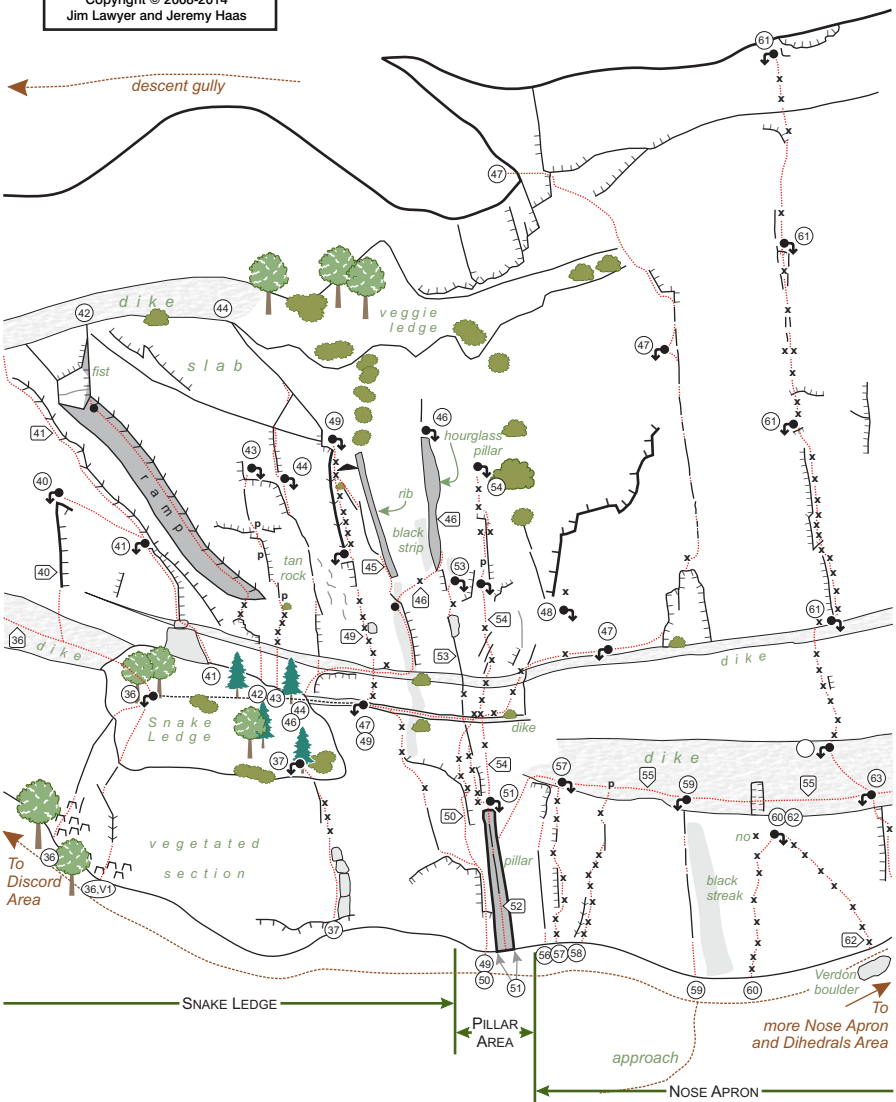 Copyright © 2008-2014
Jim Lawyer and Jeremy Haas
61
descent gully
47
61
42
dike
44
veggie
ledge
47
slab
fist
41
49
46
61
hourglass
pillar
43
44
54
40
ramp
rib
46
black
strip
p
p
41
tan
rock
p
45
53
40
p
46
48
54
61
36
49
47
dike
53
dike
41
36
42
43
44
46
47
49
dike
Snake
Ledge
dike
37
54
57
55
59
55
63
p
51
50
60 62
vegetated
section
pillar
no
To
Discord
Area
36
black
streak
36,V1
52
37
62
49
50
51
56
57
58
59
60
Verdon
boulder
SNAKE LEDGE
PILLAR
AREA
To
more Nose Apron
and Dihedrals Area
approach
NOSE APRON